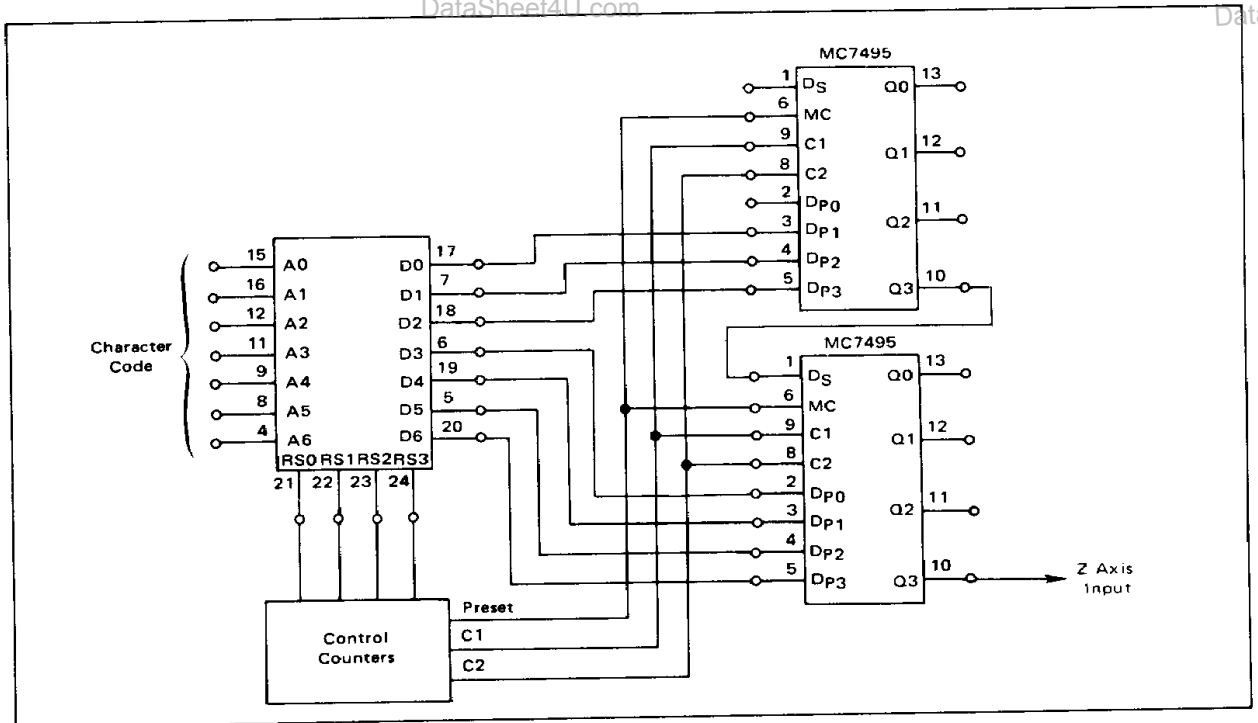 DataSheet4U.com
Data
MC7495
1 DS Q0 13
6 MC
9 C1 Q1 12
8 C2
2 DP0 Q2 11
3 DP1
4 DP2
5 DP3 Q3 10
Character
Code
15 A0 D0 17
16 A1 D1 7
12 A2 D2 18
11 A3 D3 6
9 A4 D4 19
8 A5 D5 5
4 A6 D6 20
RS0 RS1 RS2 RS3
21 22 23 24
MC7495
1 DS Q0 13
6 MC
9 C1 Q1 12
8 C2
2 DP0
3 DP1 Q2 11
4 DP2
5 DP3 Q3 10
Z Axis
Input
Control
Counters
Preset
C1
C2